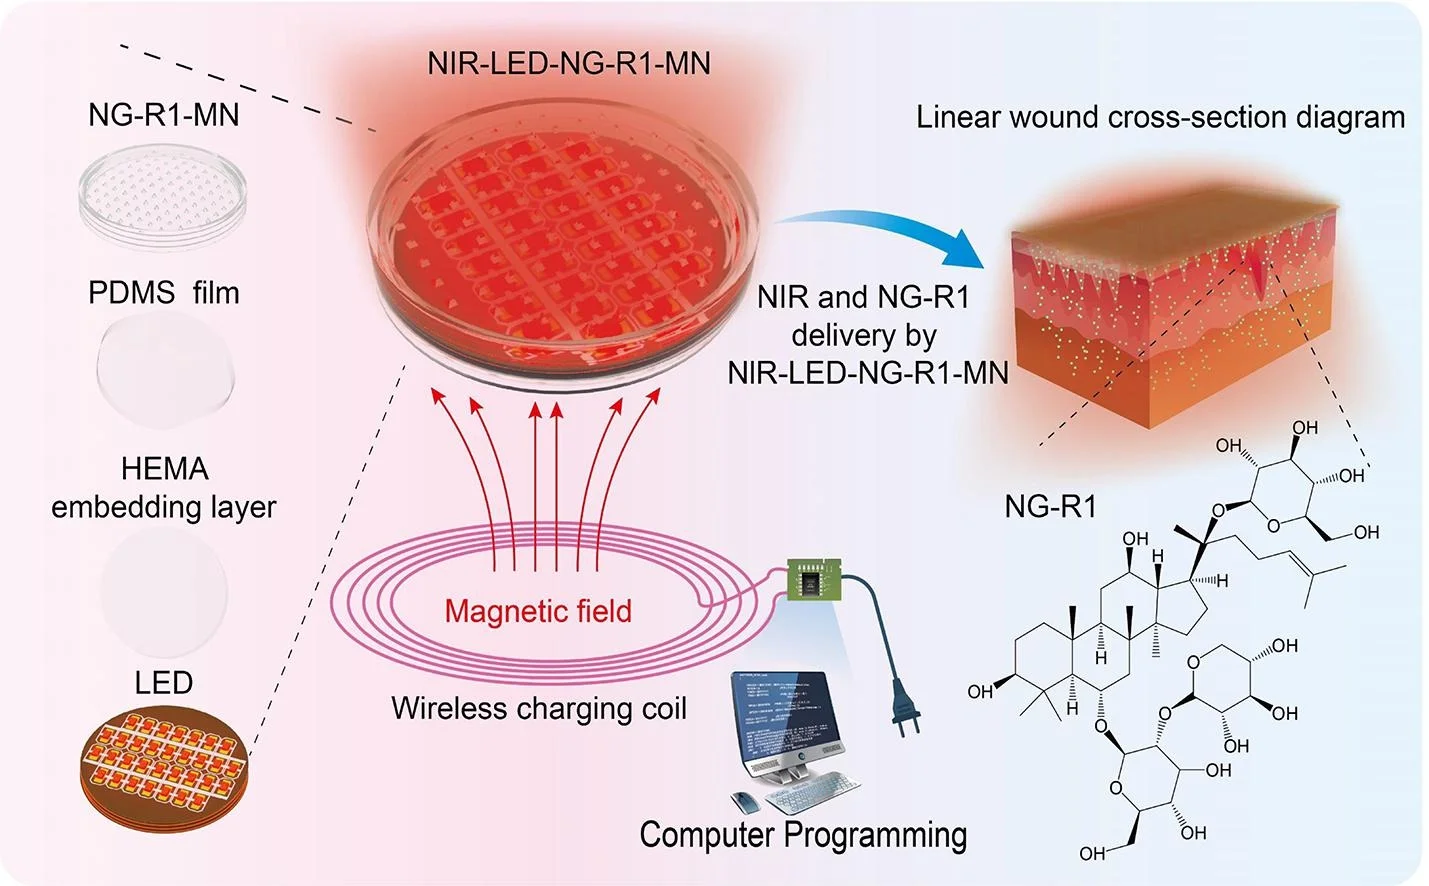 NIR-LED-NG-R1-MN
NG-R1-MN
PDMS film
HEMA
embedding layer
LED
Magnetic field
Wireless charging coil
Computer Programming
NIR and NG-R1
delivery by
NIR-LED-NG-R1-MN
Linear wound cross-section diagram
NG-R1
OH
OH
OH
O
O
OH
OH
H
H
H
H
OH
O
O
O
OH
OH
OH
O
OH
OH
OH